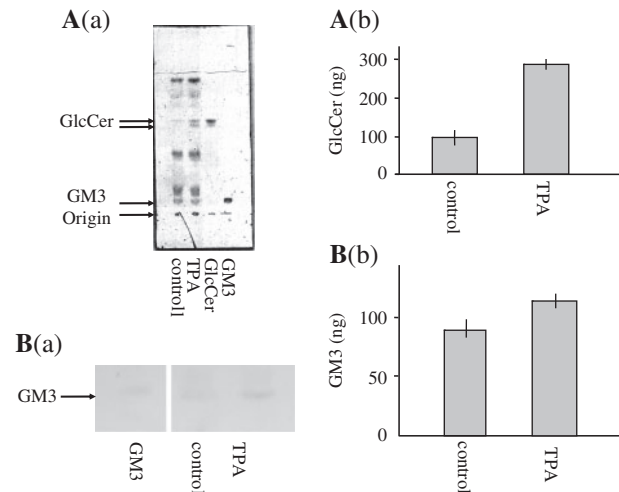 A(a)
GlcCer
GM3
Origin
controll
TPA
GlcCer
GM3
A(b)
GlcCer (ng)
300
200
100
0
control
TPA
B(a)
GM3
GM3
control
TPA
B(b)
GM3 (ng)
100
50
0
control
TPA